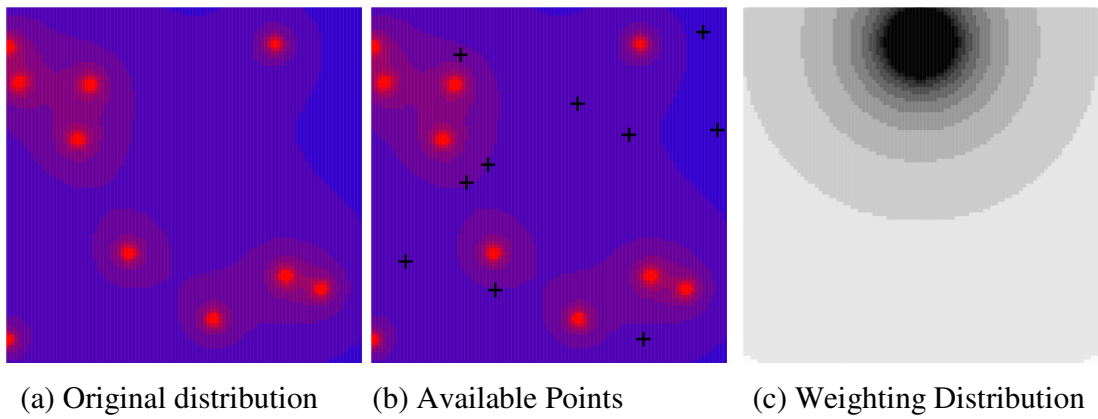 (a) Original distribution
(b) Available Points
(c) Weighting Distribution